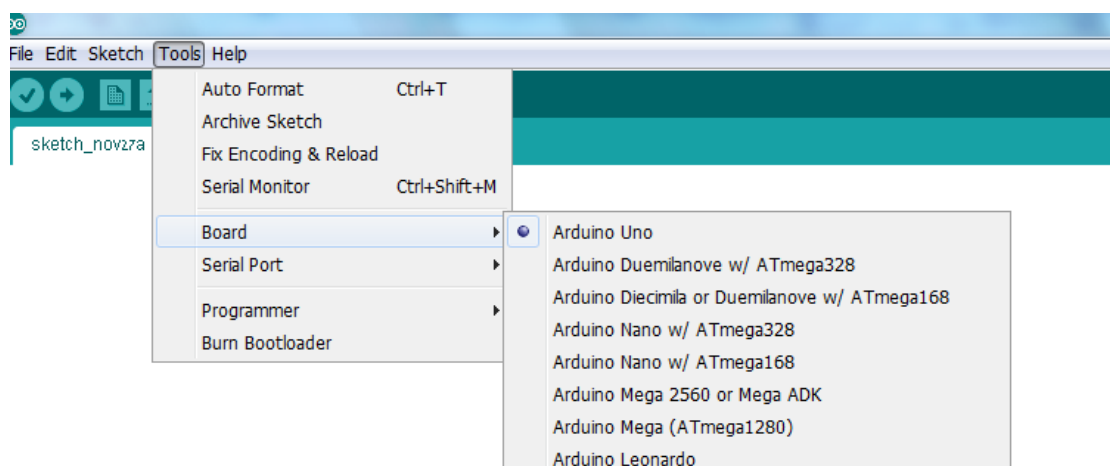 File Edit Sketch Tools Help
Auto Format Ctrl+T
Archive Sketch
sketch_nov27a
Fix Encoding & Reload
Serial Monitor Ctrl+Shift+M
Board
Serial Port
Programmer
Burn Bootloader
Arduino Uno
Arduino Duemilanove w/ ATmega328
Arduino Diecimila or Duemilanove w/ ATmega168
Arduino Nano w/ ATmega328
Arduino Nano w/ ATmega168
Arduino Mega 2560 or Mega ADK
Arduino Mega (ATmega1280)
Arduino Leonardo